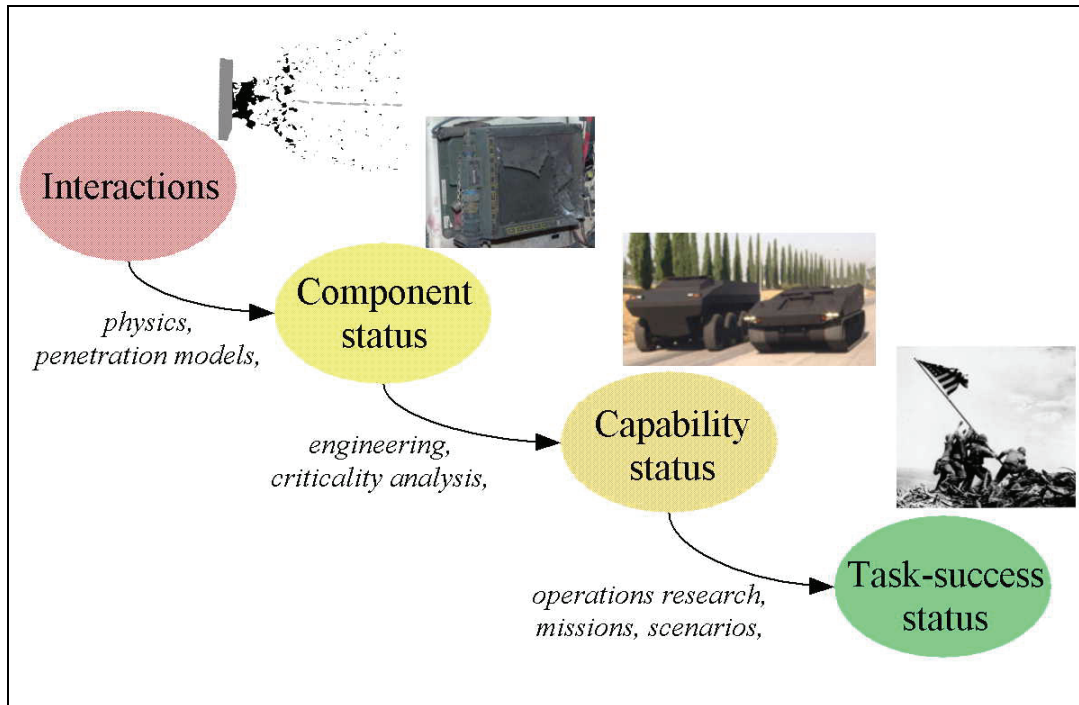 Interactions
physics,
penetration models,
Component
status
engineering,
criticality analysis,
Capability
status
operations research,
missions, scenarios,
Task-success
status